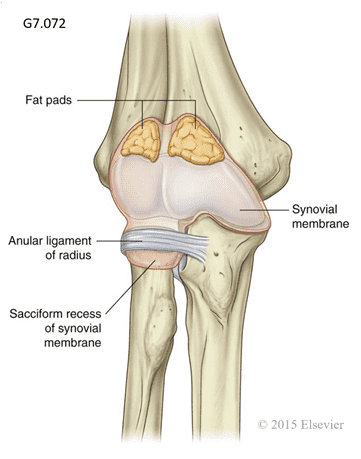 G7.072
Fat pads
Synovial
membrane
Anular ligament
of radius
Sacciform recess
of synovial
membrane
© 2015 Elsevier